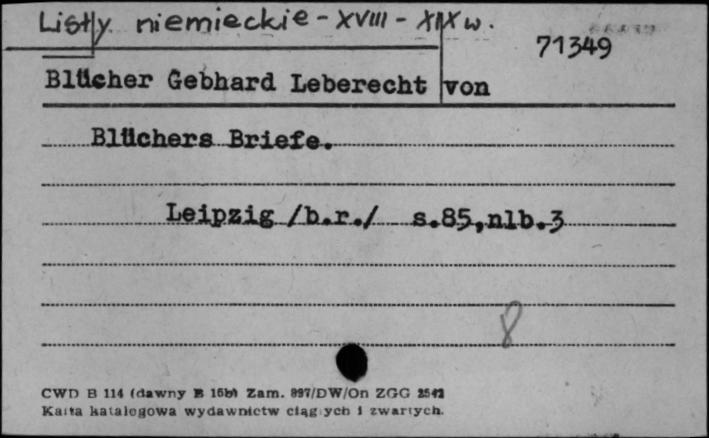 Listy niemieckie - XVIII - XIX w.
71349
Blücher Gebhard Leberecht von
Blüchers Briefe.
Leipzig /b.r./ s.85,nlb.3
8
CWD B 114 (dawny B 15b) Zam. 897/DW/On ZGG 2542
Karta katalogowa wydawnictw ciągłych i zwartych.